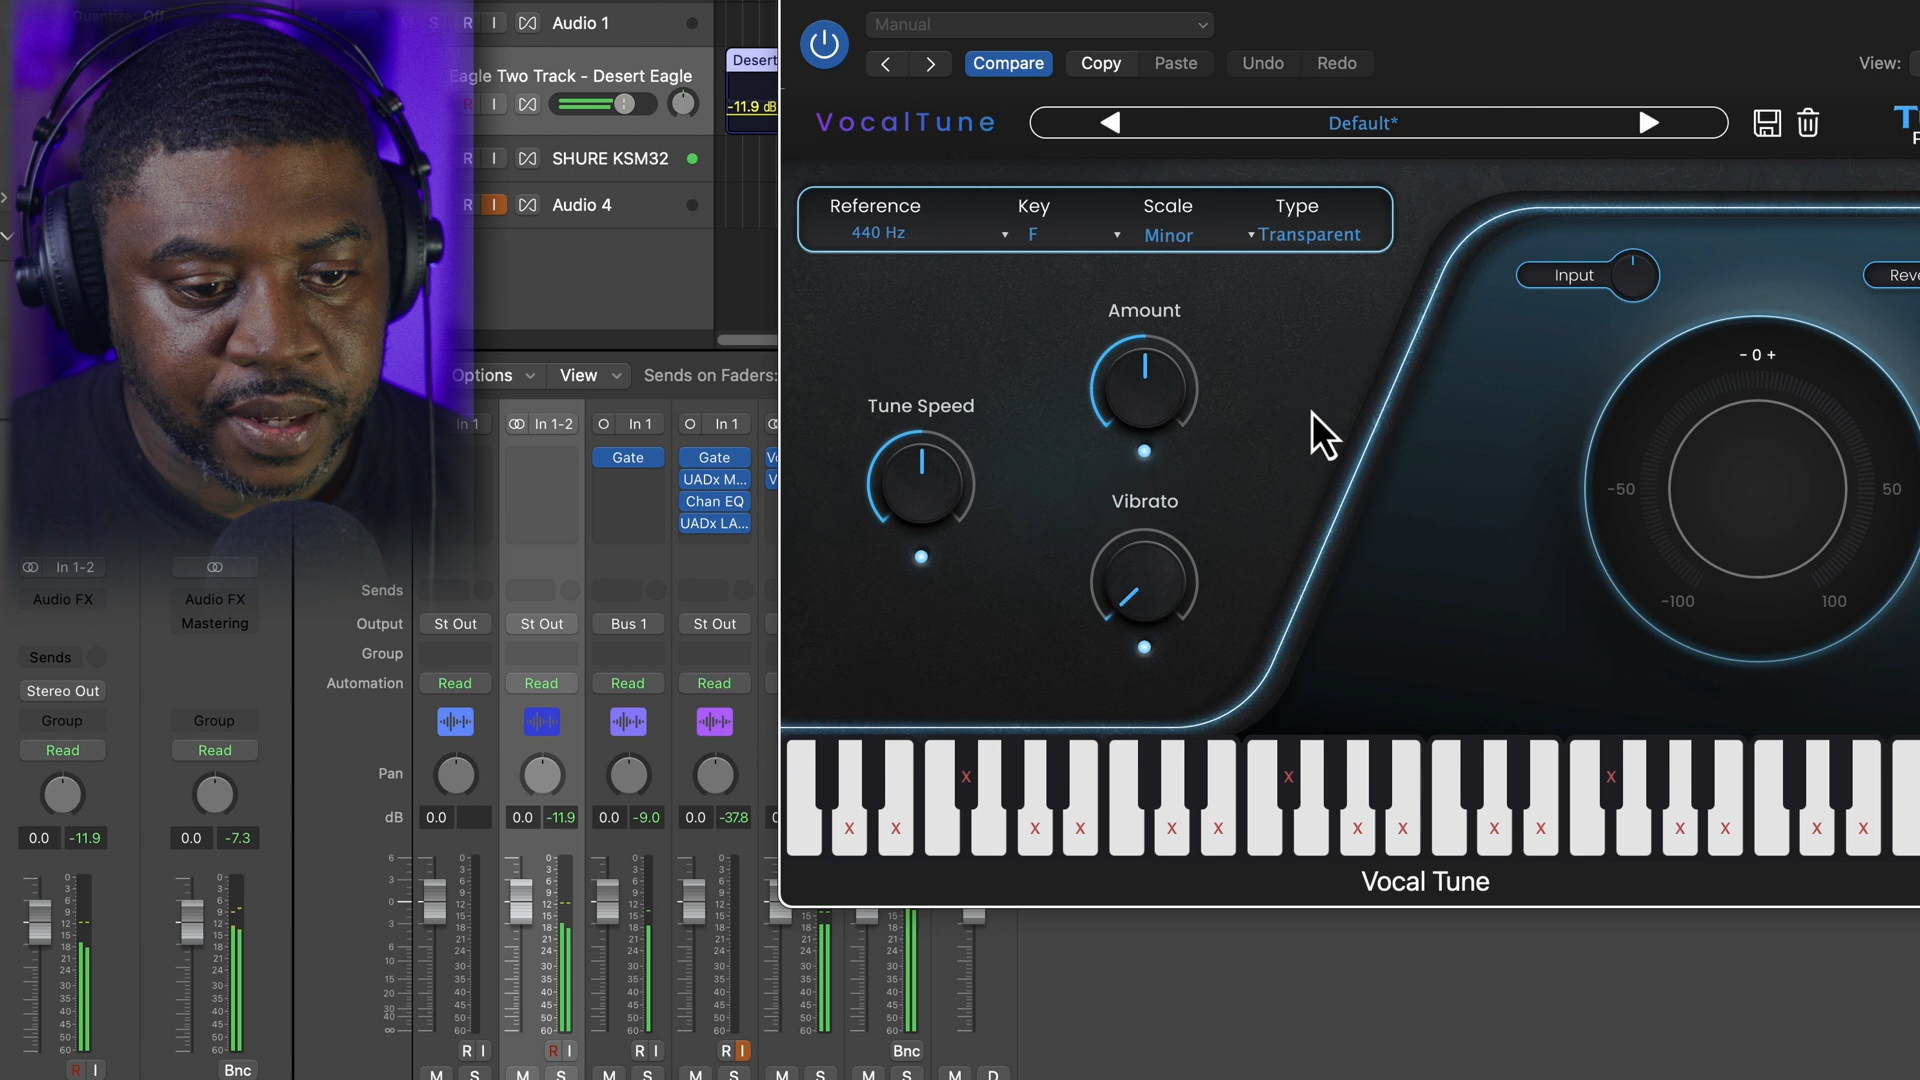 Quantize: Off
S R I Audio 1
Eagle Two Track - Desert Eagle
R I
R I SHURE KSM32
R I Audio 4
Desert
-11.9 dB
Options View Sends on Faders:
In 1 In 1-2 In 1 In 1
Gate Gate
UADx M...
Chan EQ
UADx LA...
In 1-2
Audio FX Audio FX
Mastering
Sends
Stereo Out
Group Group
Read Read
Sends
Output St Out St Out Bus 1 St Out
Group
Automation Read Read Read Read
Pan
dB 0.0 0.0 -11.9 0.0 -9.0 0.0 -37.8
0.0 -11.9 0.0 -7.3
R I R I R I R I Bnc
R I Bnc
M S M S M S M S M S M S M D
Manual
Compare Copy Paste Undo Redo View:
VocalTune Default*
Reference Key Scale Type
440 Hz F Minor Transparent
Input
Amount
- 0 +
Tune Speed
-50 50
Vibrato
-100 100
X X X
X X X X X X X X X X X X X X
Vocal Tune